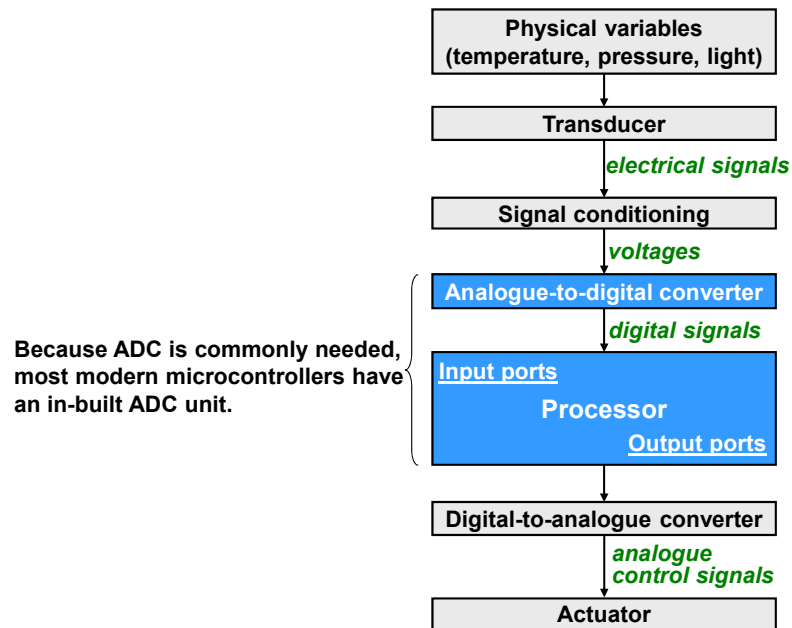 Physical variables
(temperature, pressure, light)
Transducer
electrical signals
Signal conditioning
voltages
Analogue-to-digital converter
digital signals
Because ADC is commonly needed,
most modern microcontrollers have
an in-built ADC unit.
Input ports
Processor
Output ports
Digital-to-analogue converter
analogue
control signals
Actuator